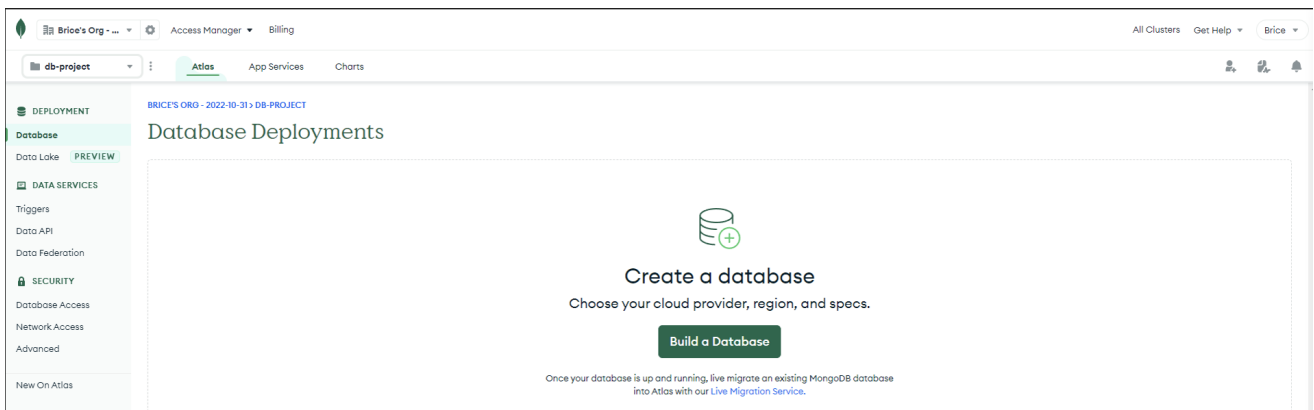 Brice's Org - ... Access Manager Billing All Clusters Get Help Brice
db-project Atlas App Services Charts
DEPLOYMENT
Database
Data Lake PREVIEW
DATA SERVICES
Triggers
Data API
Data Federation
SECURITY
Database Access
Network Access
Advanced
New On Atlas
BRICE'S ORG - 2022-10-31 > DB-PROJECT
Database Deployments
Create a database
Choose your cloud provider, region, and specs.
Build a Database
Once your database is up and running, live migrate an existing MongoDB database
into Atlas with our Live Migration Service.